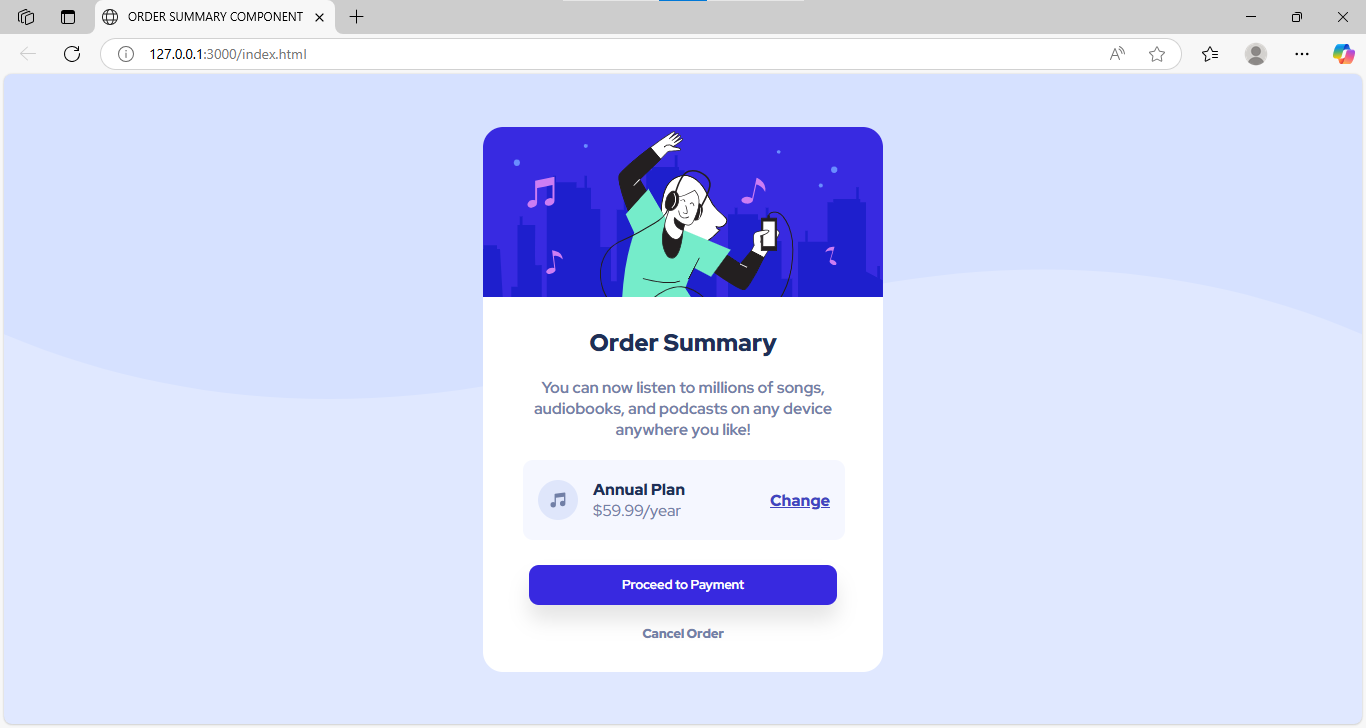 ORDER SUMMARY COMPONENT
127.0.0.1:3000/index.html
Order Summary
You can now listen to millions of songs,
audiobooks, and podcasts on any device
anywhere you like!
Annual Plan
$59.99/year
Change
Proceed to Payment
Cancel Order